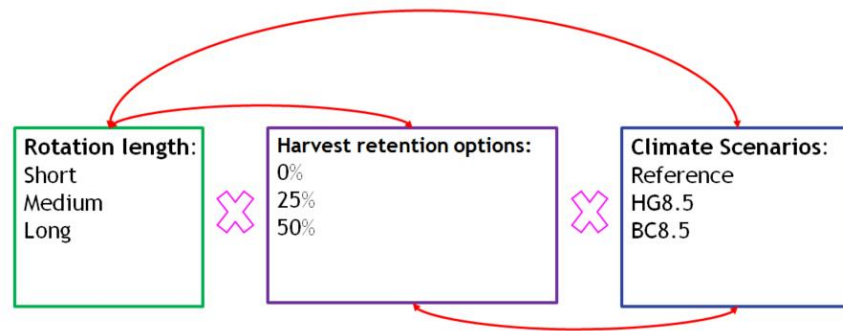 Rotation length:
Short
Medium
Long
Harvest retention options:
0%
25%
50%
Climate Scenarios:
Reference
HG8.5
BC8.5